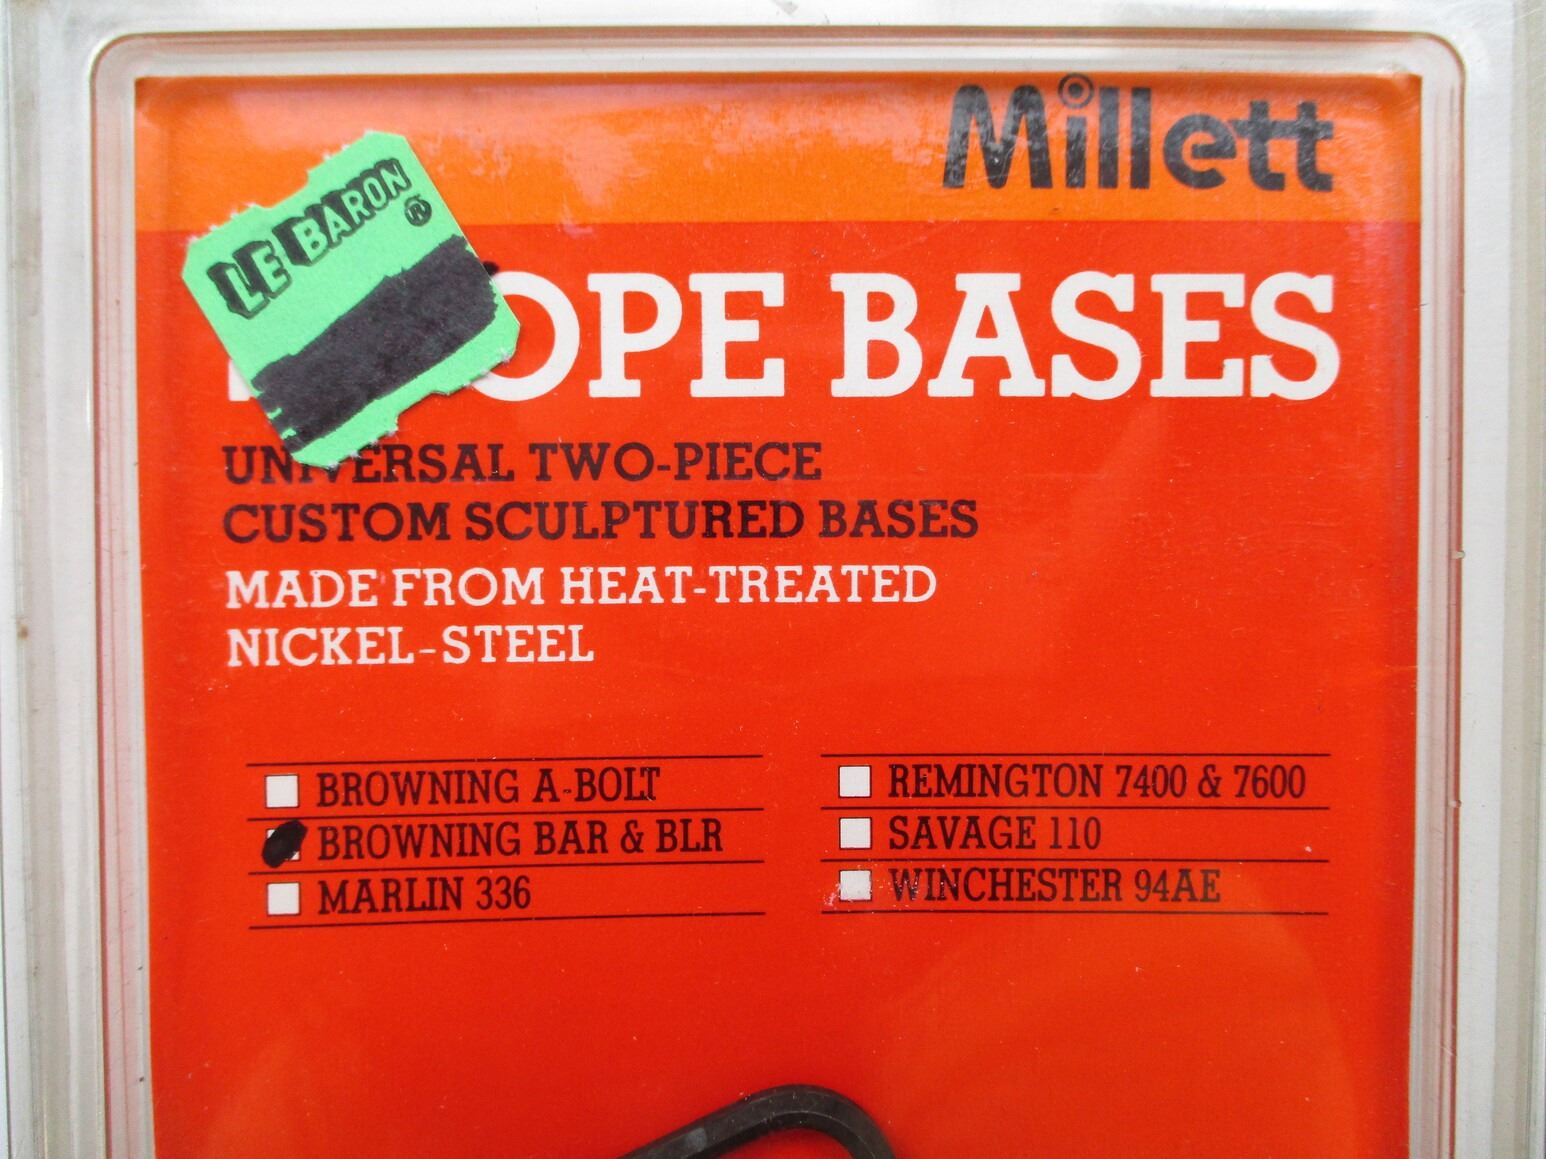 Millett
LE BARON ®
OPE BASES
UNIVERSAL TWO-PIECE
CUSTOM SCULPTURED BASES
MADE FROM HEAT-TREATED
NICKEL-STEEL
BROWNING A-BOLT
BROWNING BAR & BLR
MARLIN 336
REMINGTON 7400 & 7600
SAVAGE 110
WINCHESTER 94AE